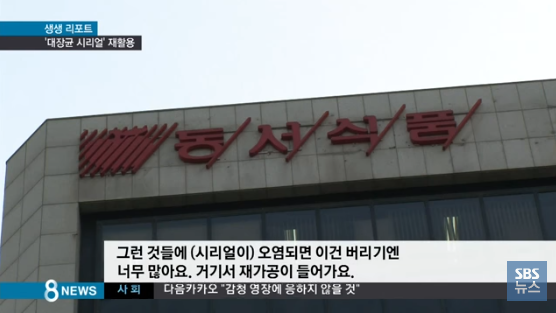 생생 리포트
'대장균 시리얼' 재활용
동서식품
그런 것들에 (시리얼이) 오염되면 이건 버리기엔
너무 많아요. 거기서 재가공이 들어가요.
SBS
뉴스
8 NEWS
사 회
다음카카오 "감청 영장에 응하지 않을 것"